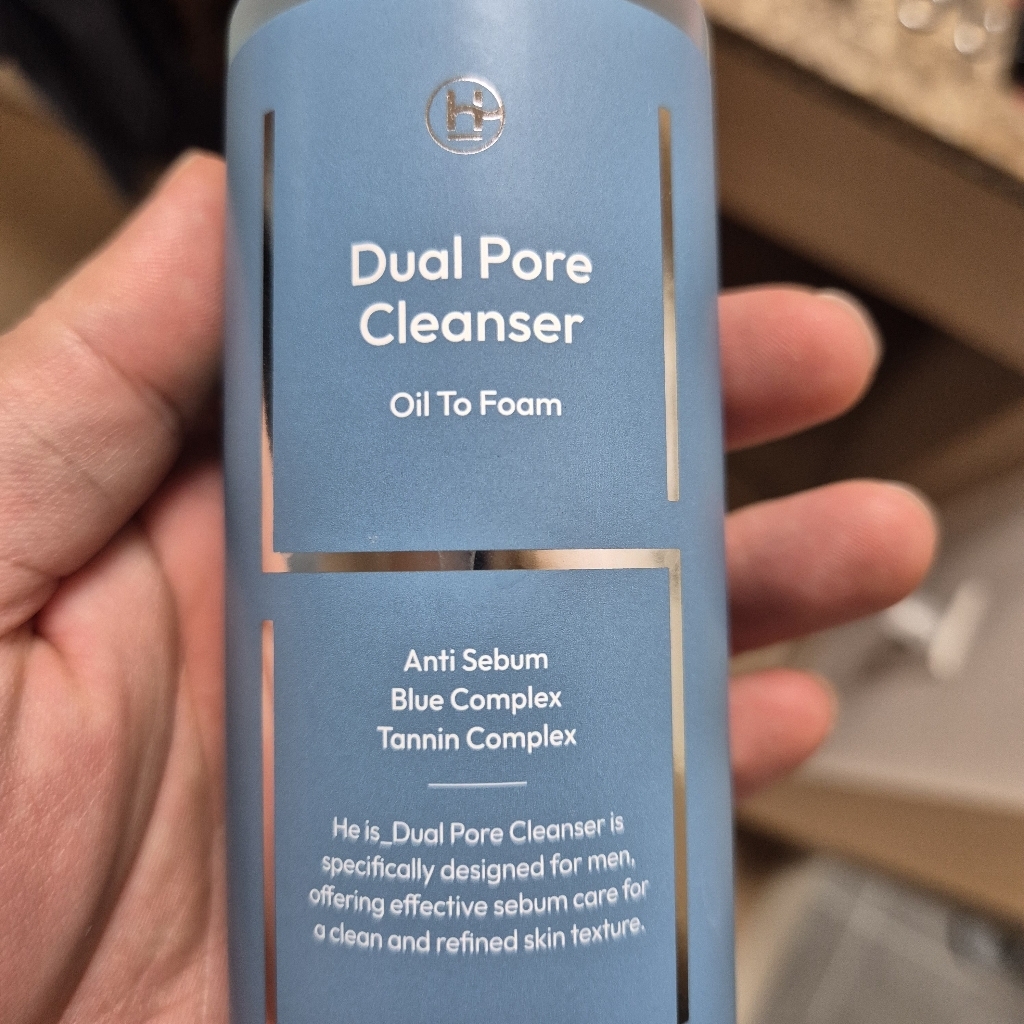 H
Dual Pore
Cleanser
Oil To Foam
Anti Sebum
Blue Complex
Tannin Complex
He is_Dual Pore Cleanser is
specifically designed for men,
offering effective sebum care for
a clean and refined skin texture.